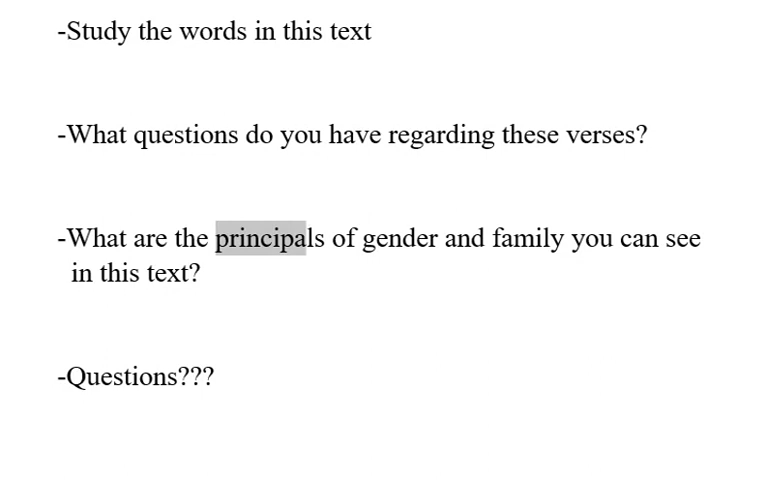 -Study the words in this text
-What questions do you have regarding these verses?
-What are the principals of gender and family you can see
in this text?
-Questions???